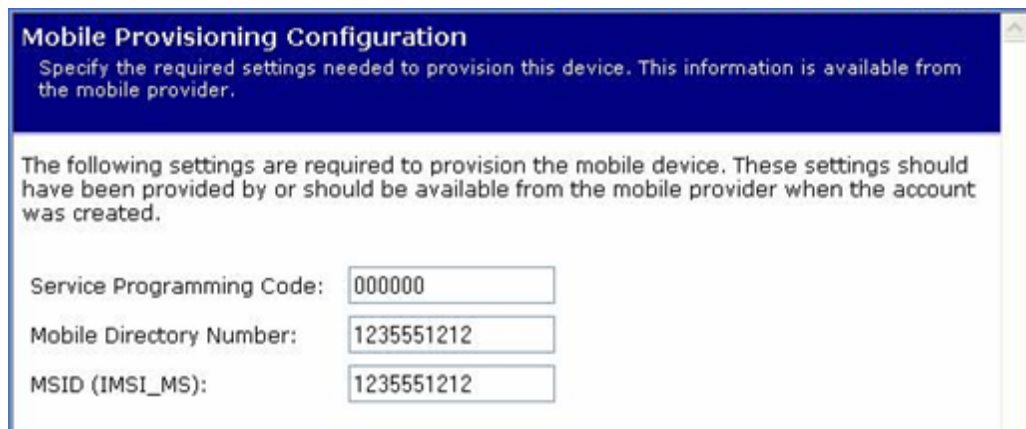 Mobile Provisioning Configuration
Specify the required settings needed to provision this device. This information is available from
the mobile provider.
The following settings are required to provision the mobile device. These settings should
have been provided by or should be available from the mobile provider when the account
was created.
Service Programming Code: 000000
Mobile Directory Number: 1235551212
MSID (IMSI_MS): 1235551212